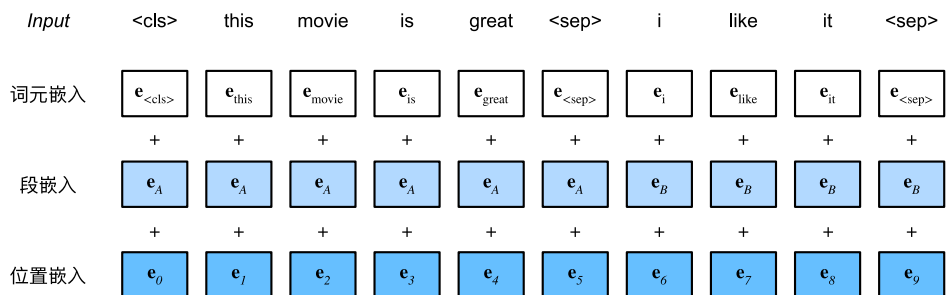 Input <cls> this movie is great <sep> i like it <sep>
词元嵌入 e<cls> ethis emovie eis egreat e<sep> ei elike eit e<sep>
+ + + + + + + + + +
段嵌入 eA eA eA eA eA eA eB eB eB eB
+ + + + + + + + + +
位置嵌入 e0 e1 e2 e3 e4 e5 e6 e7 e8 e9